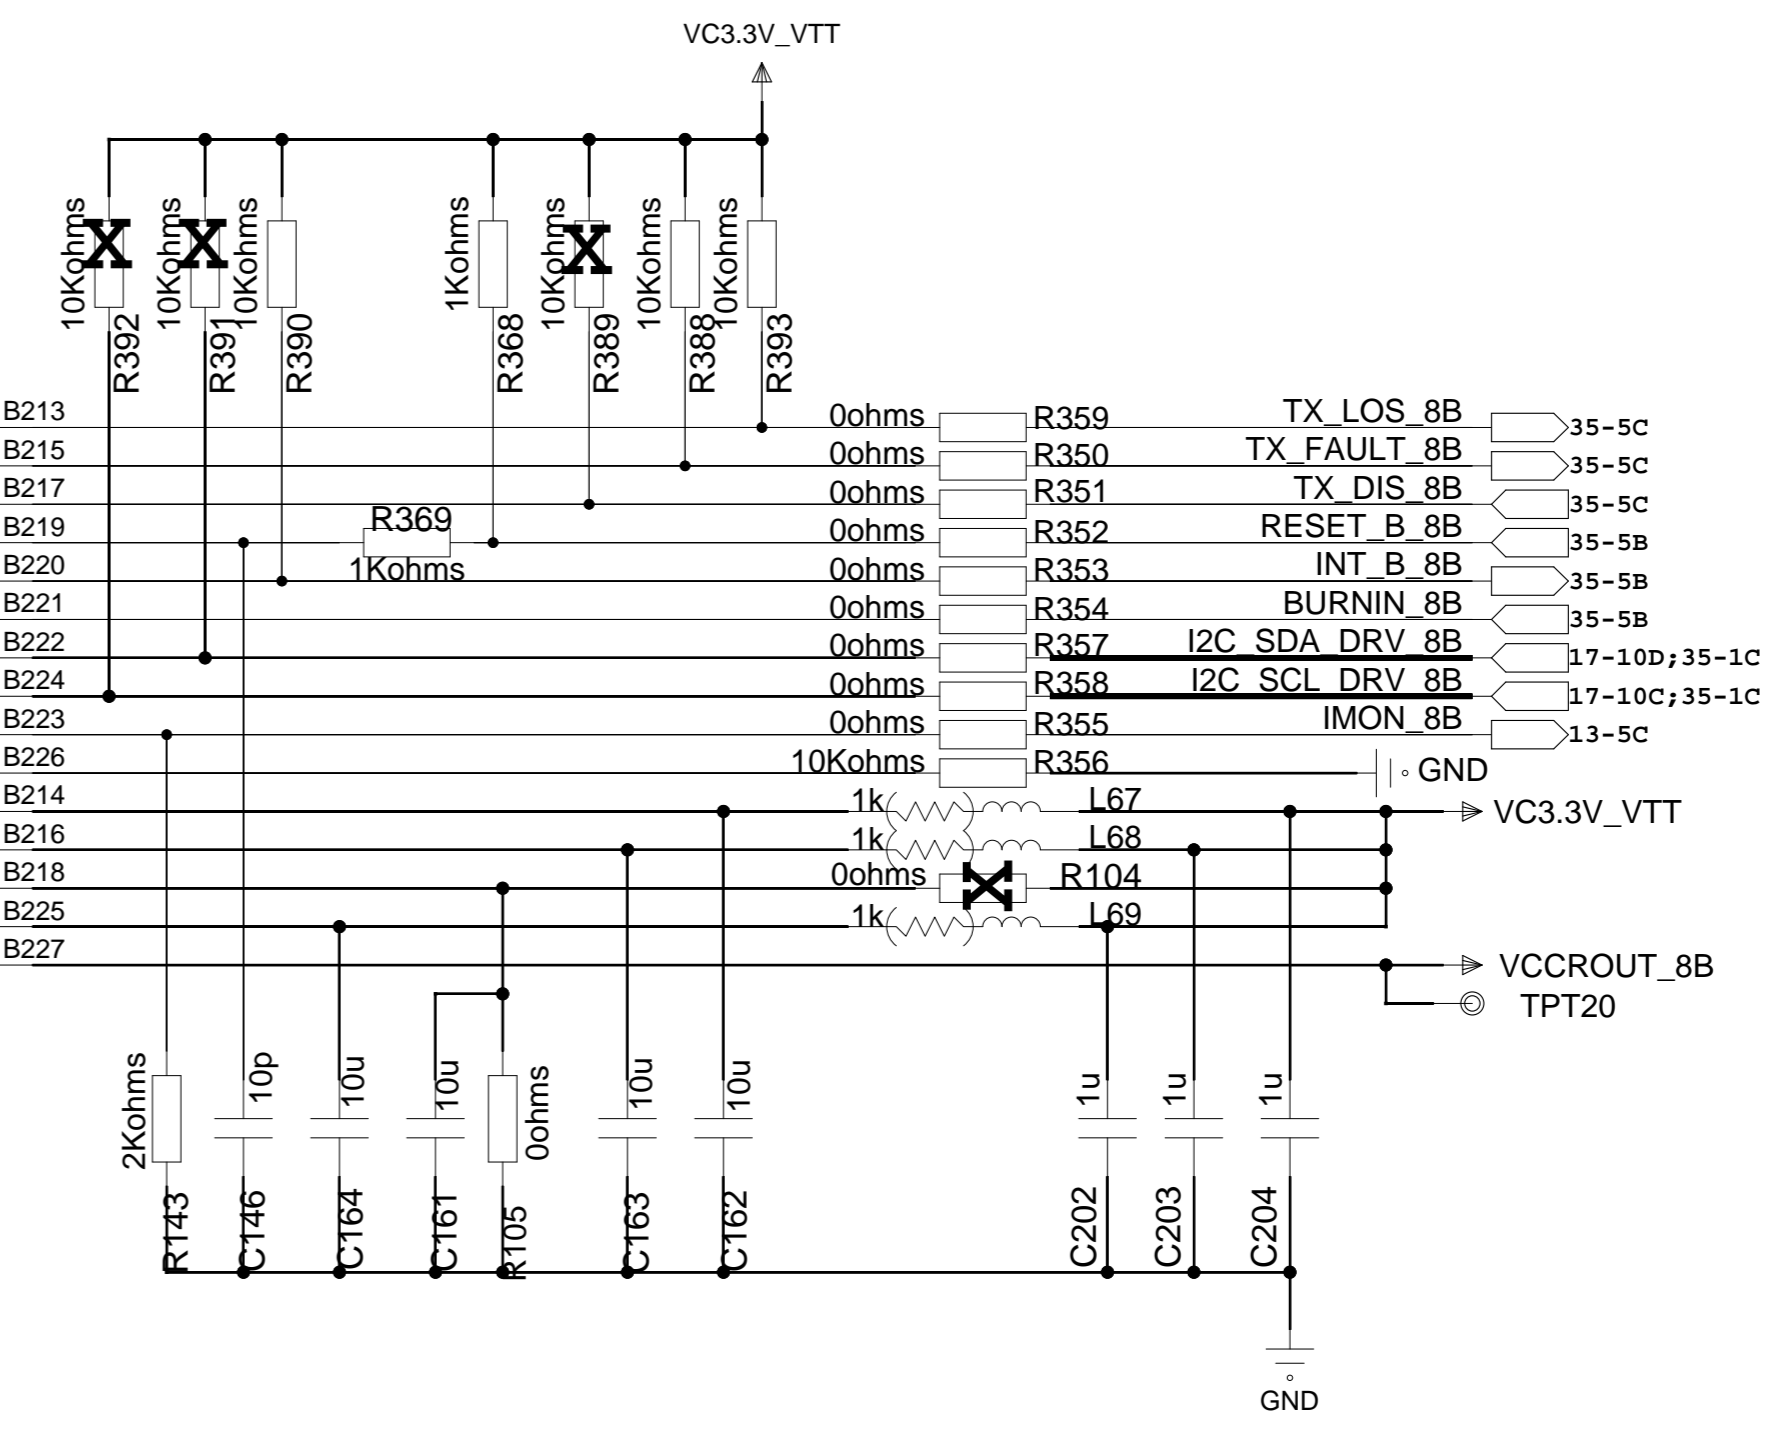 VC3.3V_VTT
10Kohms
10Kohms
10Kohms
1Kohms
10Kohms
10Kohms
10Kohms
R392
R391
R390
R368
R389
R388
R393
B213 0ohms R359 TX_LOS_8B 35-5C
B215 0ohms R350 TX_FAULT_8B 35-5C
B217 0ohms R351 TX_DIS_8B 35-5C
B219 R369 1Kohms 0ohms R352 RESET_B_8B 35-5B
B220 0ohms R353 INT_B_8B 35-5B
B221 0ohms R354 BURNIN_8B 35-5B
B222 0ohms R357 I2C_SDA_DRV_8B 17-10D;35-1C
B224 0ohms R358 I2C_SCL_DRV_8B 17-10C;35-1C
B223 0ohms R355 IMON_8B 13-5C
B226 10Kohms R356 GND
B214 1k L67 VC3.3V_VTT
B216 1k L68
B218 0ohms R104
B225 1k L69
B227 VCCROUT_8B
TPT20
2Kohms
10p
10u
10u
0ohms
10u
10u
1u
1u
1u
R143
C146
C164
C161
R105
C163
C162
C202
C203
C204
GND